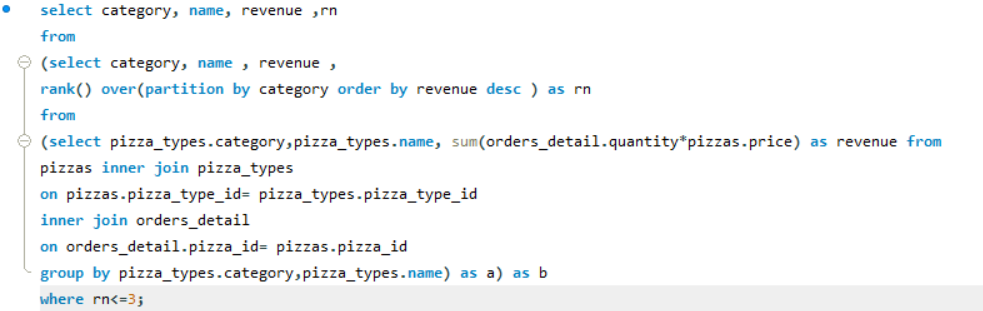 select category, name, revenue ,rn
from
(select category, name , revenue ,
rank() over(partition by category order by revenue desc ) as rn
from
(select pizza_types.category,pizza_types.name, sum(orders_detail.quantity*pizzas.price) as revenue from
pizzas inner join pizza_types
on pizzas.pizza_type_id= pizza_types.pizza_type_id
inner join orders_detail
on orders_detail.pizza_id= pizzas.pizza_id
group by pizza_types.category,pizza_types.name) as a) as b
where rn<=3;